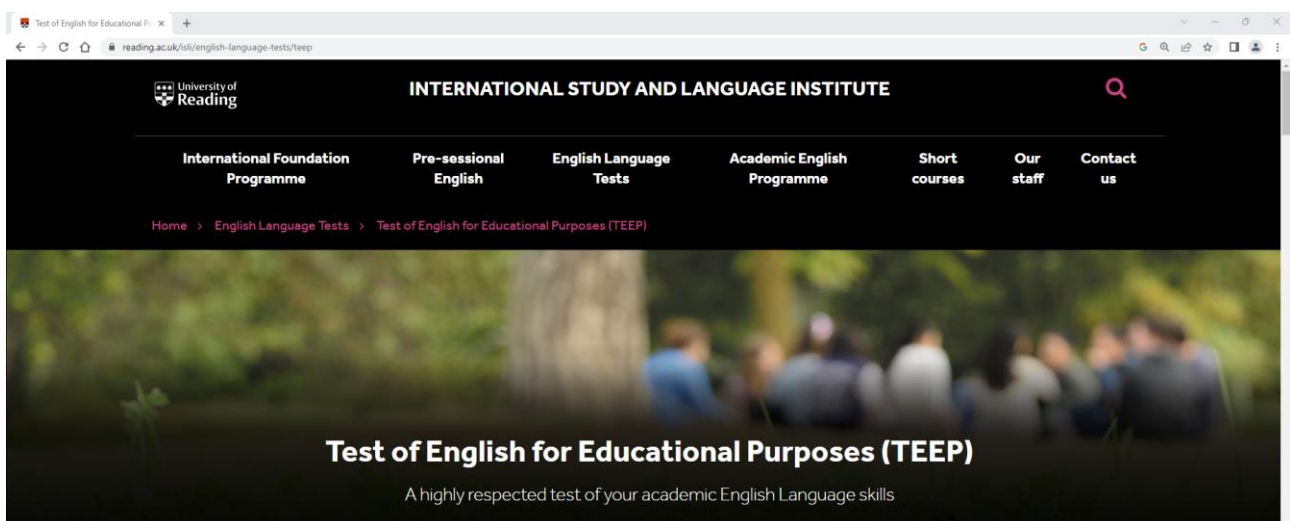 Test of English for Educational P
reading.ac.uk/isli/english-language-tests/teep
University of
Reading
INTERNATIONAL STUDY AND LANGUAGE INSTITUTE
International Foundation
Programme
Pre-sessional
English
English Language
Tests
Academic English
Programme
Short
courses
Our
staff
Contact
us
Home > English Language Tests > Test of English for Educational Purposes (TEEP)
Test of English for Educational Purposes (TEEP)
A highly respected test of your academic English Language skills